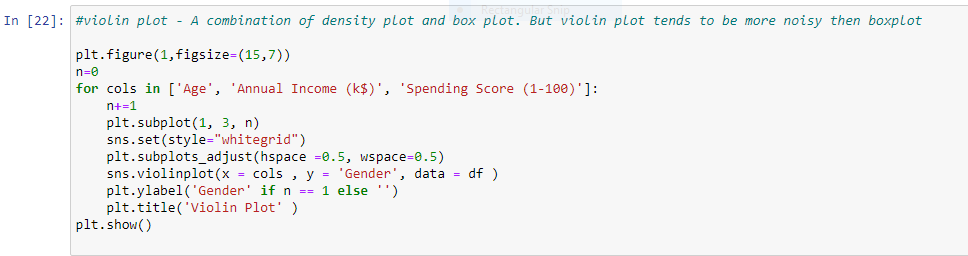 Rectangular Snip
In [22]: #violin plot - A combination of density plot and box plot. But violin plot tends to be more noisy then boxplot
plt.figure(1,figsize=(15,7))
n=0
for cols in ['Age', 'Annual Income (k$)', 'Spending Score (1-100)']:
    n+=1
    plt.subplot(1, 3, n)
    sns.set(style="whitegrid")
    plt.subplots_adjust(hspace =0.5, wspace=0.5)
    sns.violinplot(x = cols , y = 'Gender', data = df )
    plt.ylabel('Gender' if n == 1 else '')
    plt.title('Violin Plot' )
plt.show()